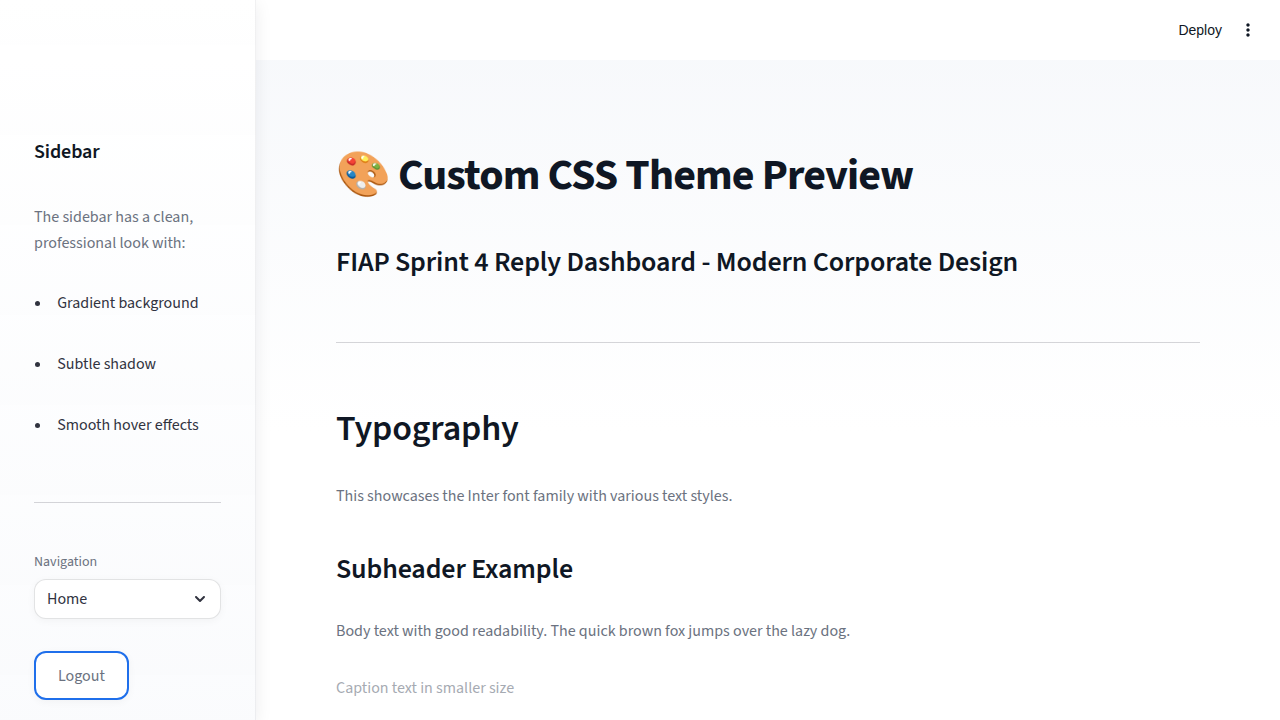 Deploy
Sidebar
The sidebar has a clean,
professional look with:
Gradient background
Subtle shadow
Smooth hover effects
Navigation
Home
Logout
🎨 Custom CSS Theme Preview
FIAP Sprint 4 Reply Dashboard - Modern Corporate Design
Typography
This showcases the Inter font family with various text styles.
Subheader Example
Body text with good readability. The quick brown fox jumps over the lazy dog.
Caption text in smaller size